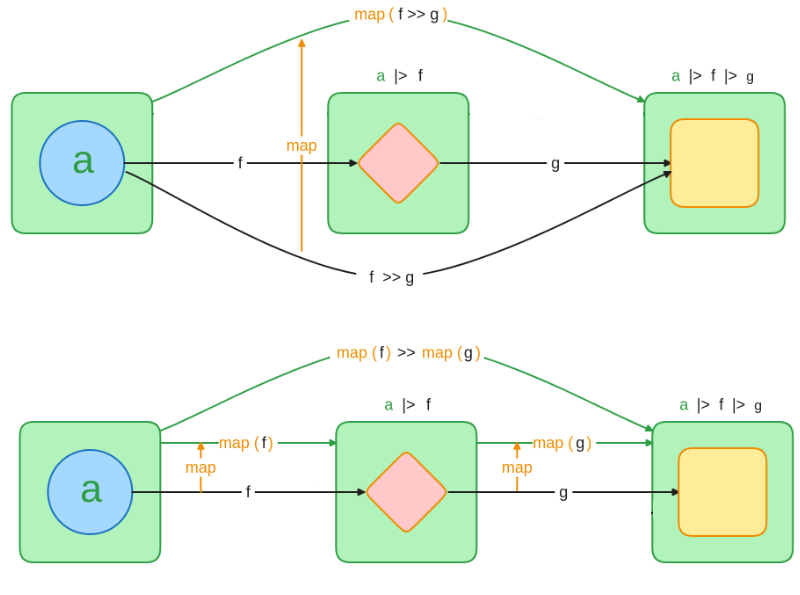 map ( f >> g )
a |> f
a |> f |> g
map
a
f
g
f >> g
map ( f ) >> map ( g )
a |> f
a |> f |> g
map ( f )
map ( g )
map
map
a
f
g